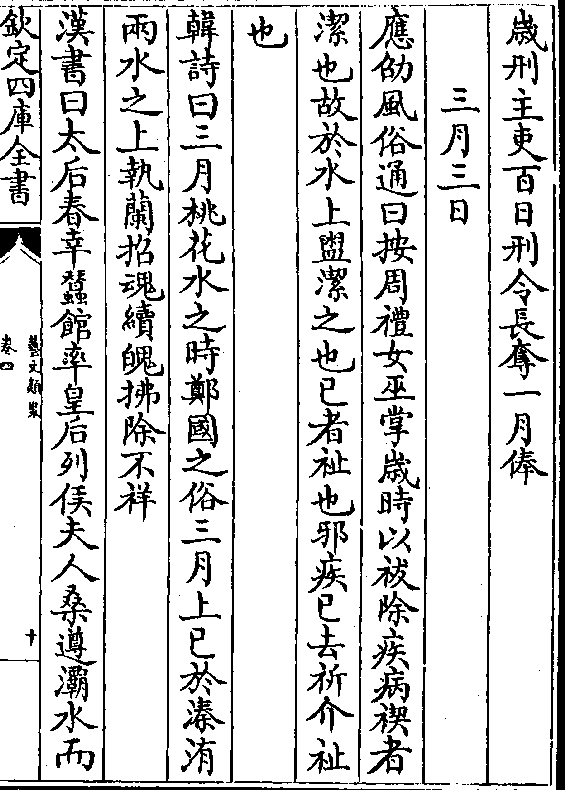 歲刑主吏百日刑令長奪一月俸
三月三日
應劭風俗通曰按周禮女巫掌歲時以祓除疾病禊者
潔也故於水上盥潔之也巳者祉也邪疾已去祈介祉
也
韓詩曰三月桃花水之時鄭國之俗三月上巳於溱洧
兩水之上執蘭招魂續魄拂除不祥
漢書曰太后春幸蠶館率皇后列侯夫人桑遵灞水而
欽定四庫全書
藝文類聚
卷四
十